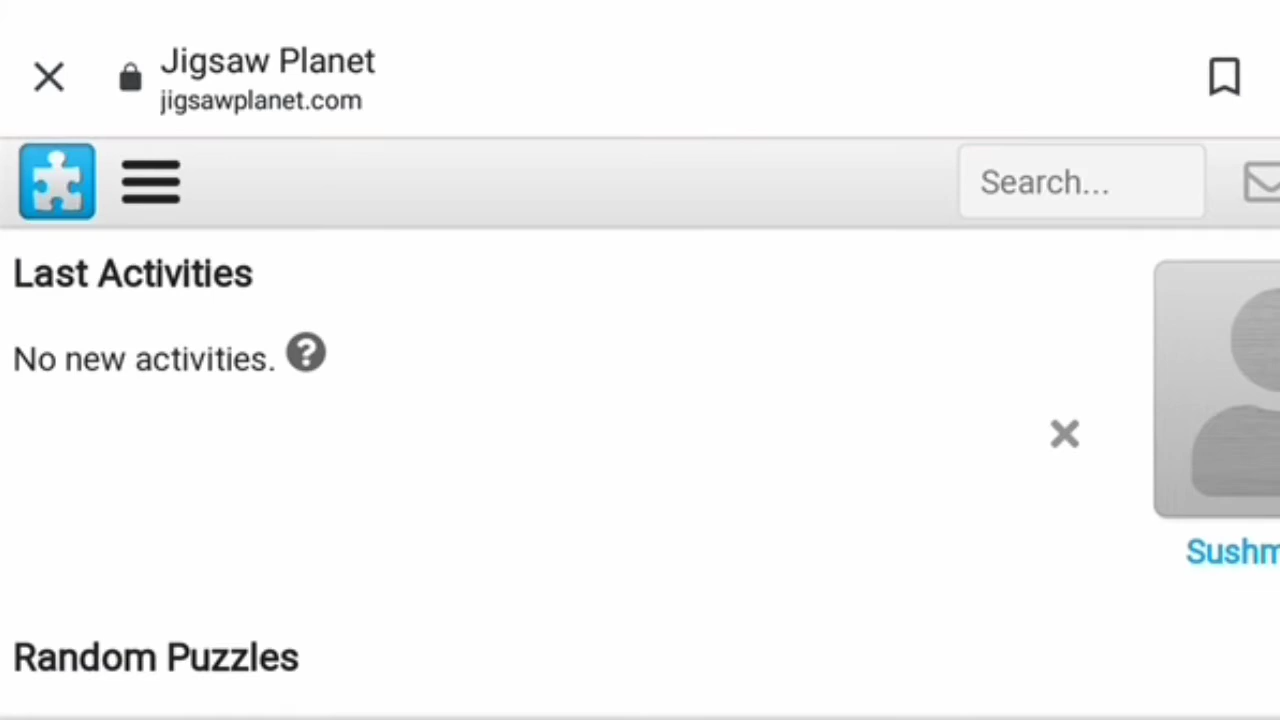 Jigsaw Planet
jigsawplanet.com
Search...
Last Activities
No new activities.
Random Puzzles